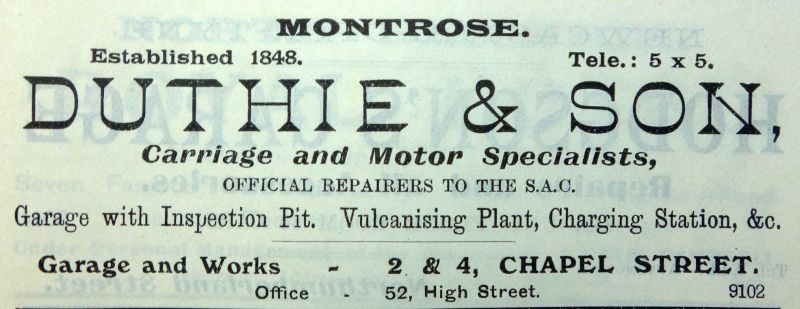 MONTROSE.
Established 1848. Tele.: 5 x 5.
DUTHIE & SON,
Carriage and Motor Specialists,
OFFICIAL REPAIRERS TO THE S.A.C.
Garage with Inspection Pit. Vulcanising Plant, Charging Station, &c.
Garage and Works - 2 & 4, CHAPEL STREET.
Office - 52, High Street. 9102